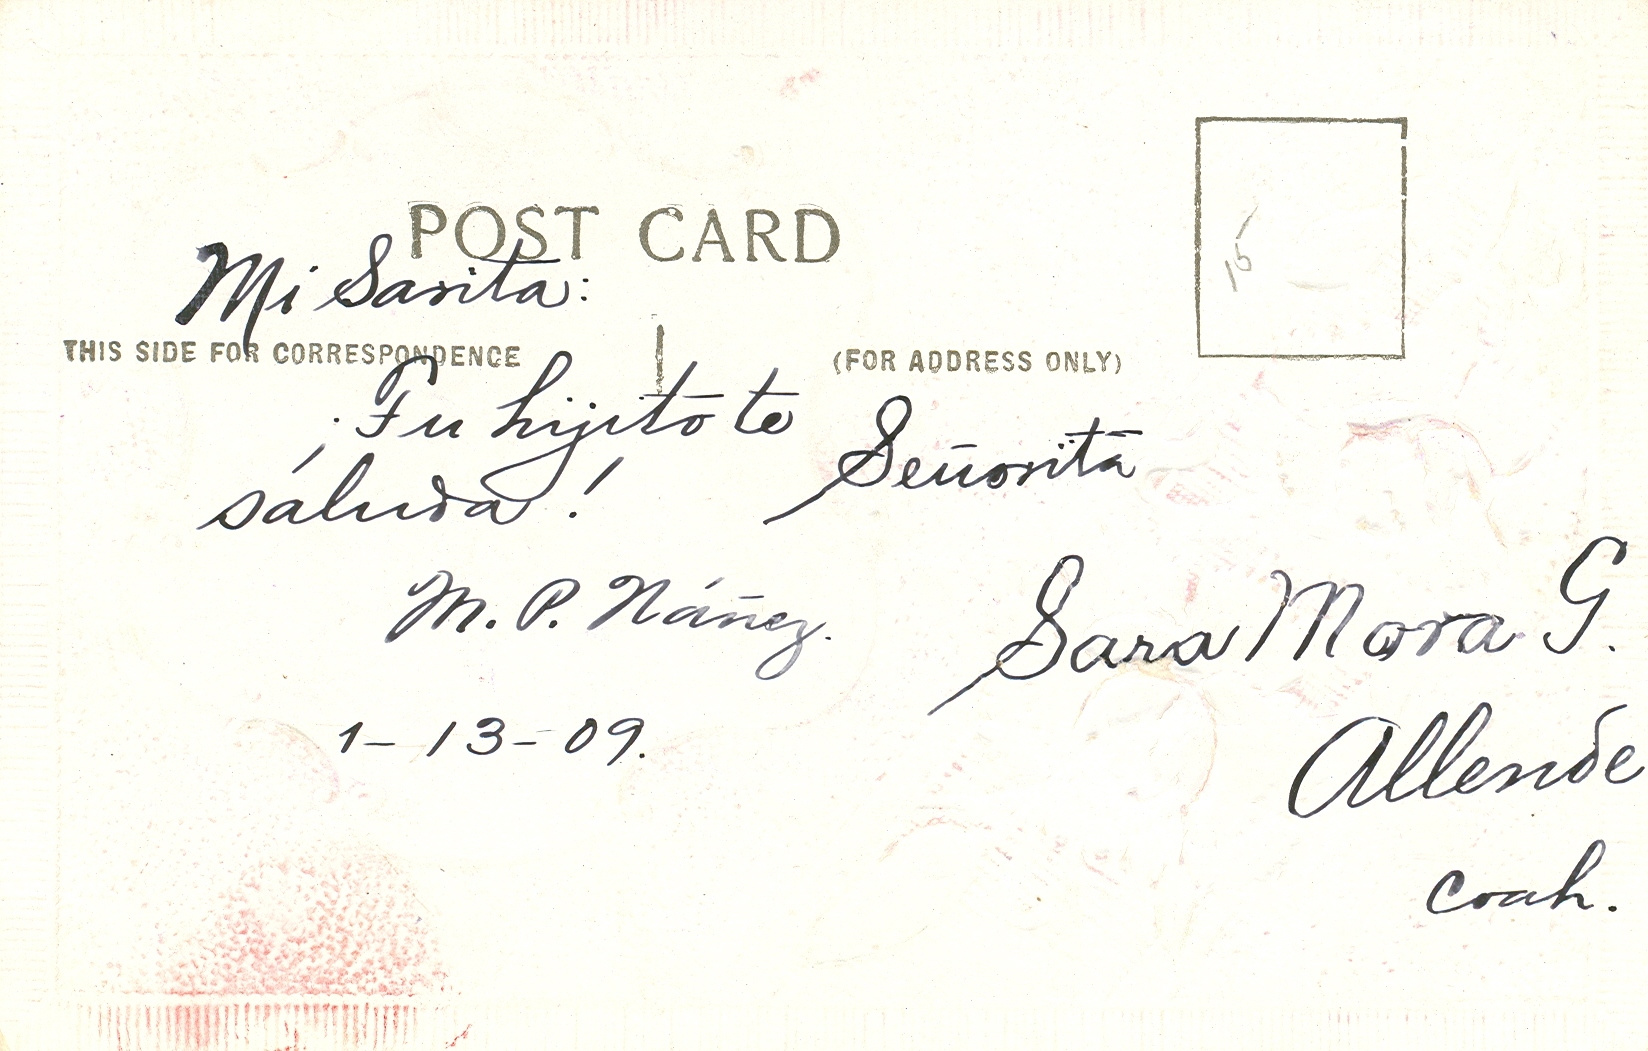 POST CARD
Mi Sarita:
THIS SIDE FOR CORRESPONDENCE
¡Tu hijito te
saluda!
M. P. Náñez.
1-13-09.
(FOR ADDRESS ONLY)
Señorita
Sara Mora G.
Allende
Coah.
15